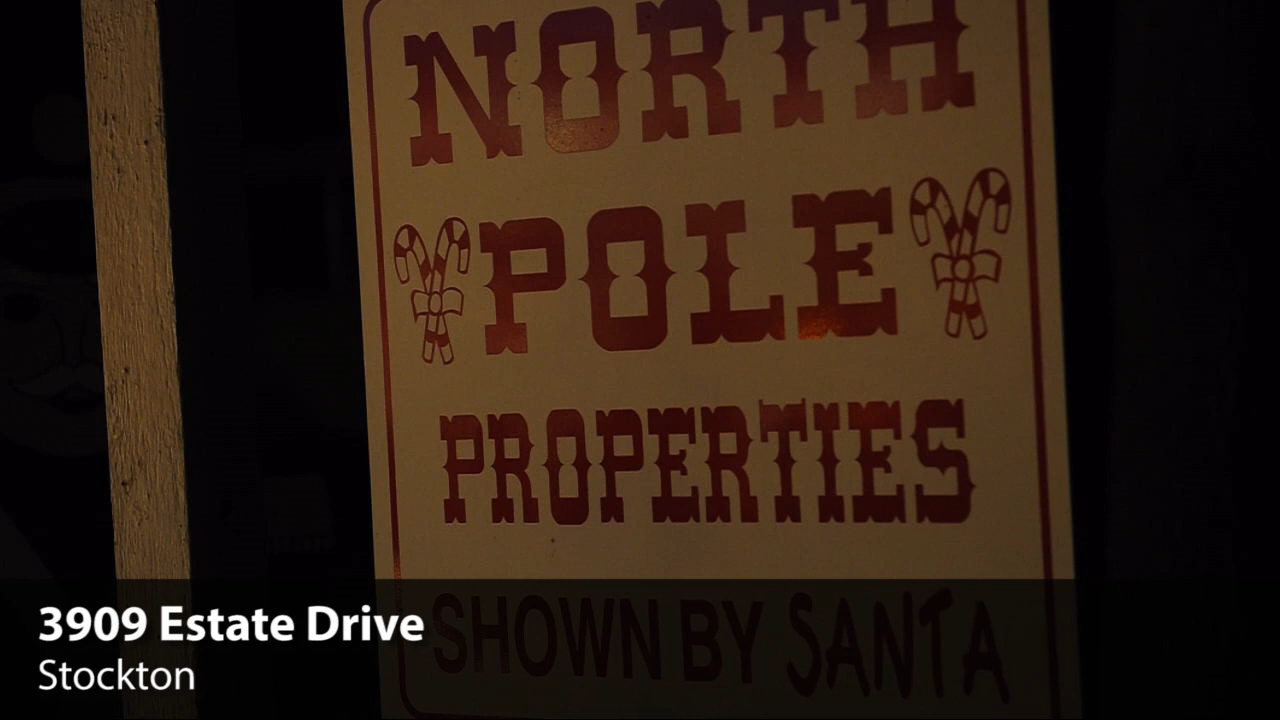 NORTH
POLE
PROPERTIES
SHOWN BY SANTA
3909 Estate Drive
Stockton